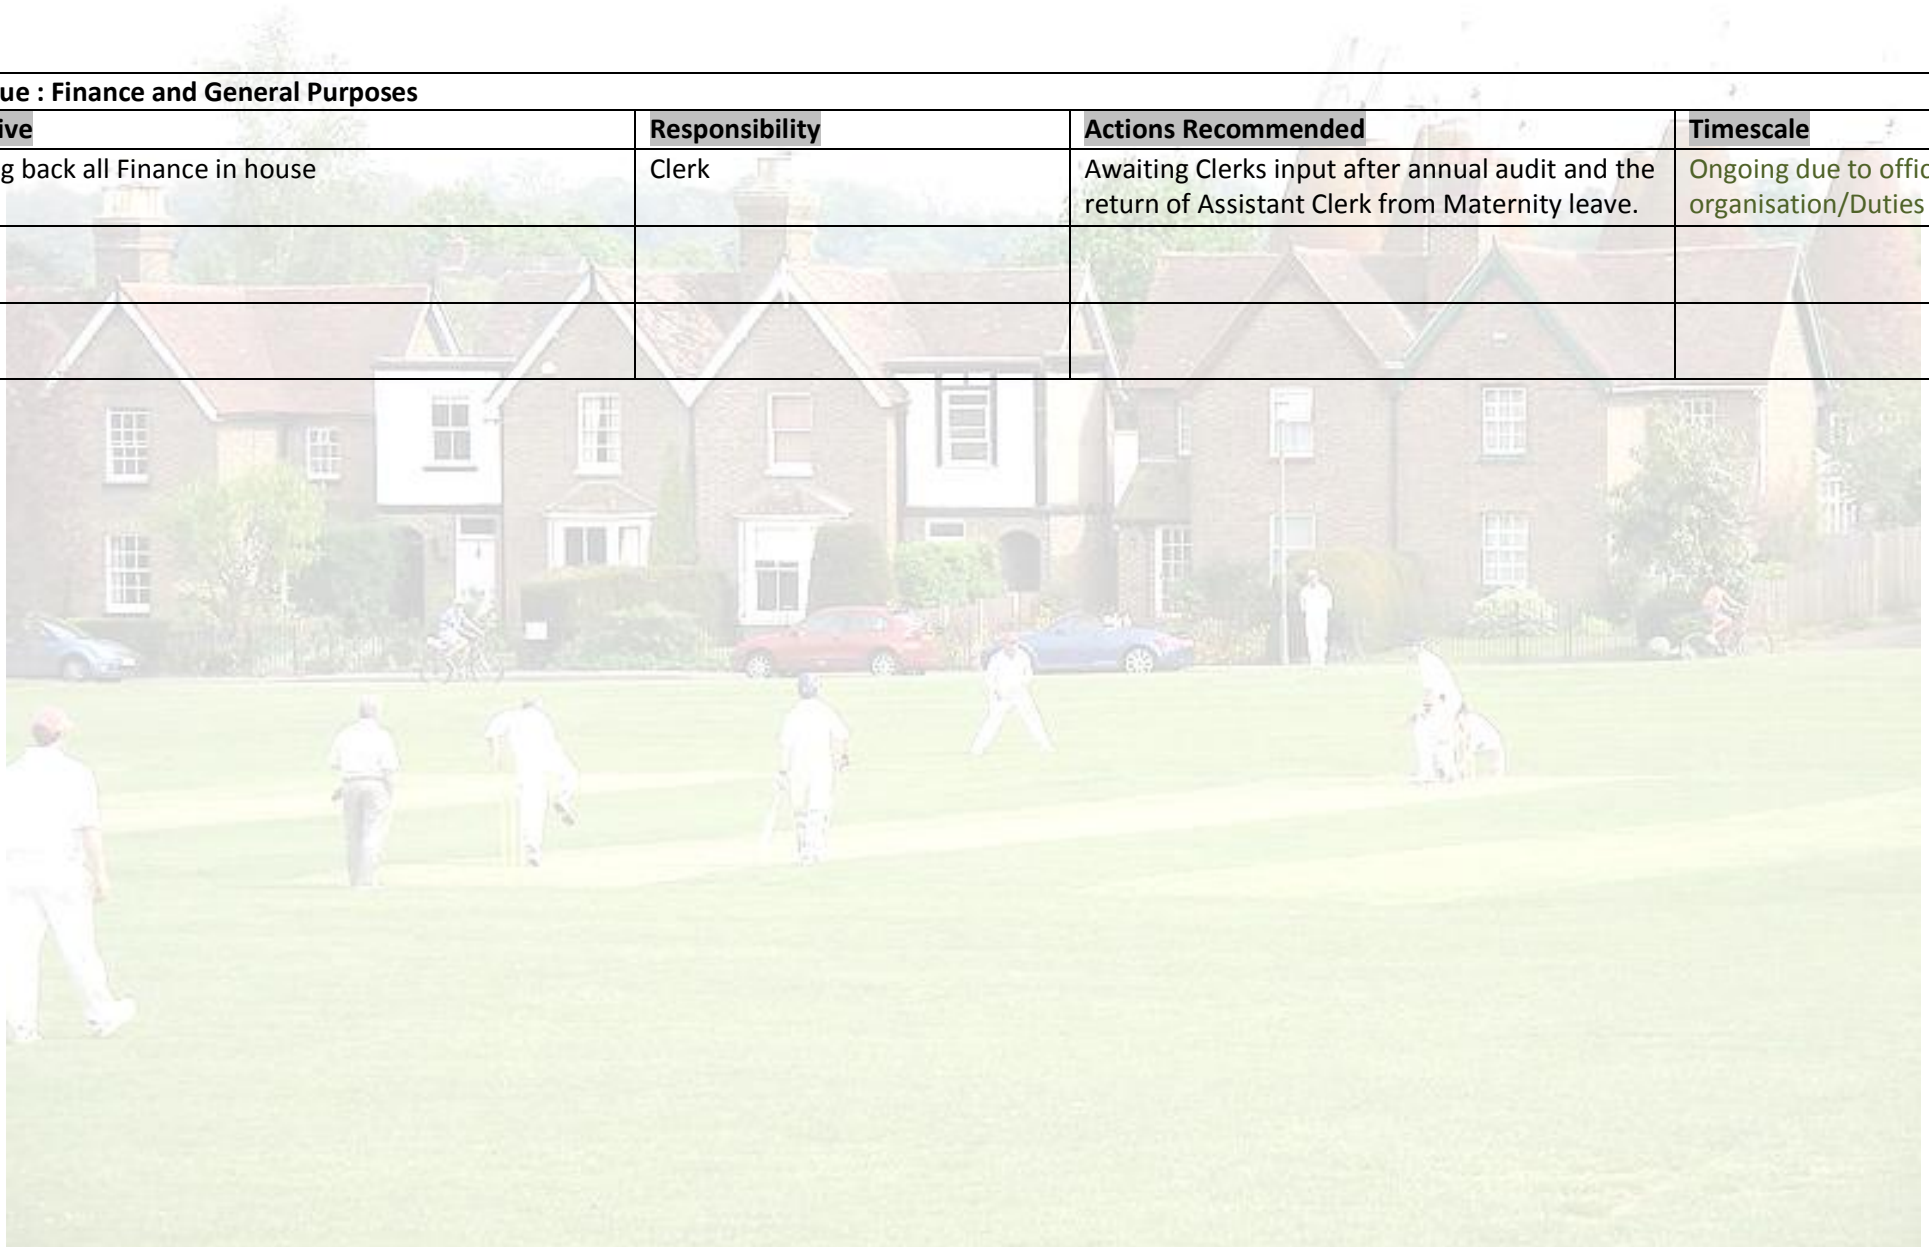 ue : Finance and General Purposes
ive Responsibility Actions Recommended Timescale
g back all Finance in house Clerk Awaiting Clerks input after annual audit and the Ongoing due to offic
return of Assistant Clerk from Maternity leave. organisation/Duties